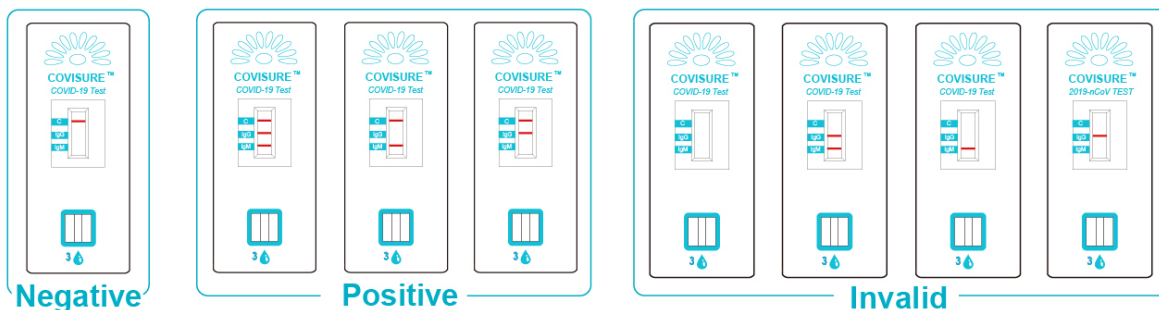 COVISURE™
COVID-19 Test
C
IgG
IgM
3
Negative
COVISURE™
COVID-19 Test
C
IgG
IgM
3
COVISURE™
COVID-19 Test
C
IgG
IgM
3
COVISURE™
COVID-19 Test
C
IgG
IgM
3
Positive
COVISURE™
COVID-19 Test
C
IgG
IgM
3
COVISURE™
COVID-19 Test
C
IgG
IgM
3
COVISURE™
COVID-19 Test
C
IgG
IgM
3
COVISURE™
2019-nCoV TEST
C
IgG
IgM
3
Invalid